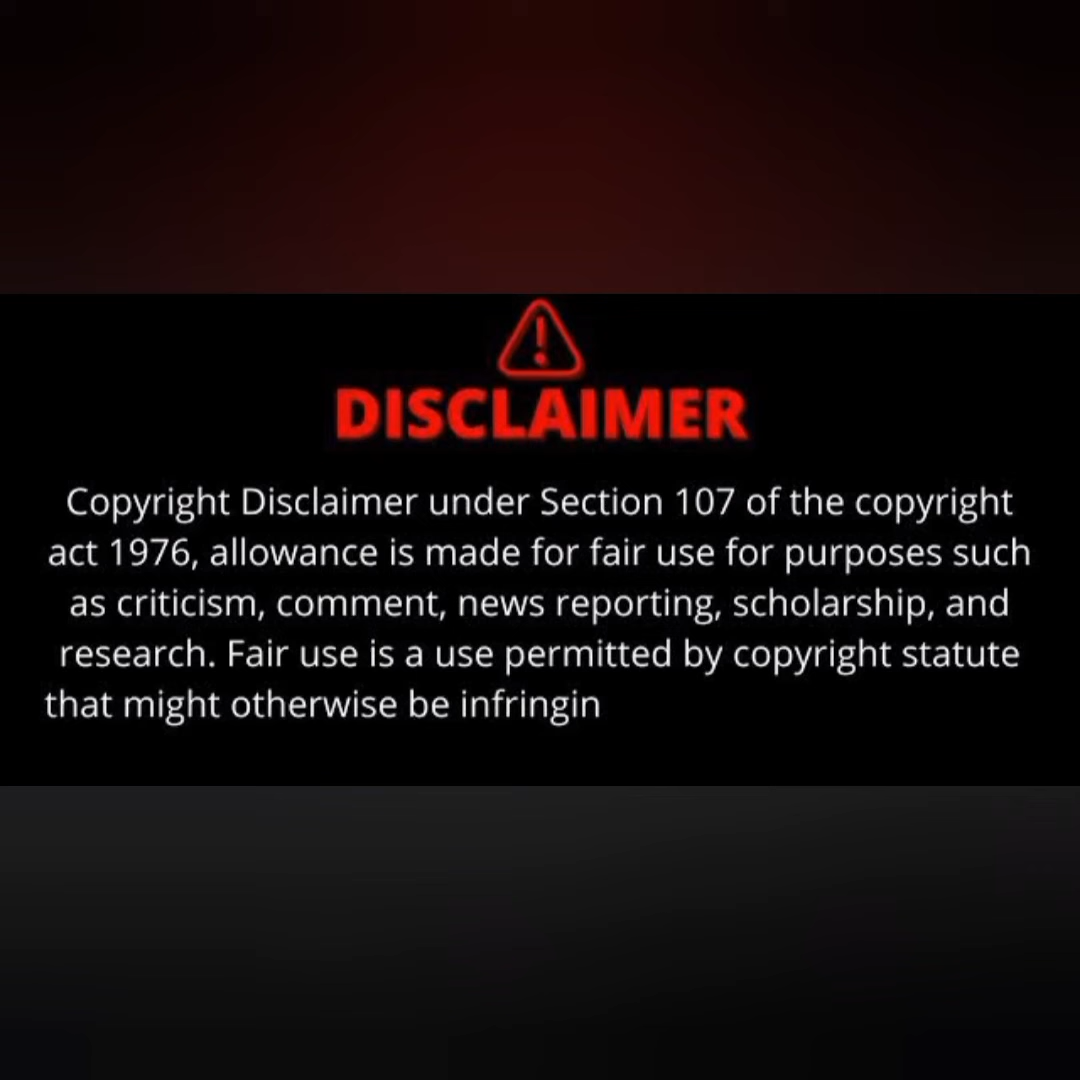 DISCLAIMER
Copyright Disclaimer under Section 107 of the copyright
act 1976, allowance is made for fair use for purposes such
as criticism, comment, news reporting, scholarship, and
research. Fair use is a use permitted by copyright statute
that might otherwise be infringin